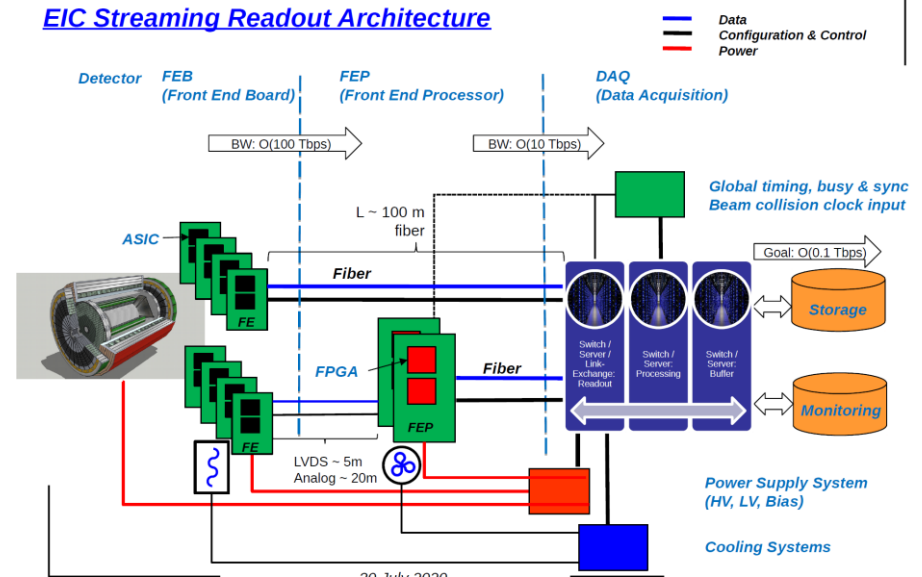 EIC Streaming Readout Architecture
Data
Configuration & Control
Power
Detector
FEB
(Front End Board)
FEP
(Front End Processor)
DAQ
(Data Acquisition)
BW: O(100 Tbps)
BW: O(10 Tbps)
Global timing, busy & sync
Beam collision clock input
L ~ 100 m
fiber
ASIC
Goal: O(0.1 Tbps)
Fiber
Storage
FE
Switch /
Server /
Link-
Exchange:
Readout
Switch /
Server:
Processing
Switch /
Server:
Buffer
FPGA
Fiber
Monitoring
FEP
FE
LVDS ~ 5m
Analog ~ 20m
Power Supply System
(HV, LV, Bias)
Cooling Systems
30 July 2020